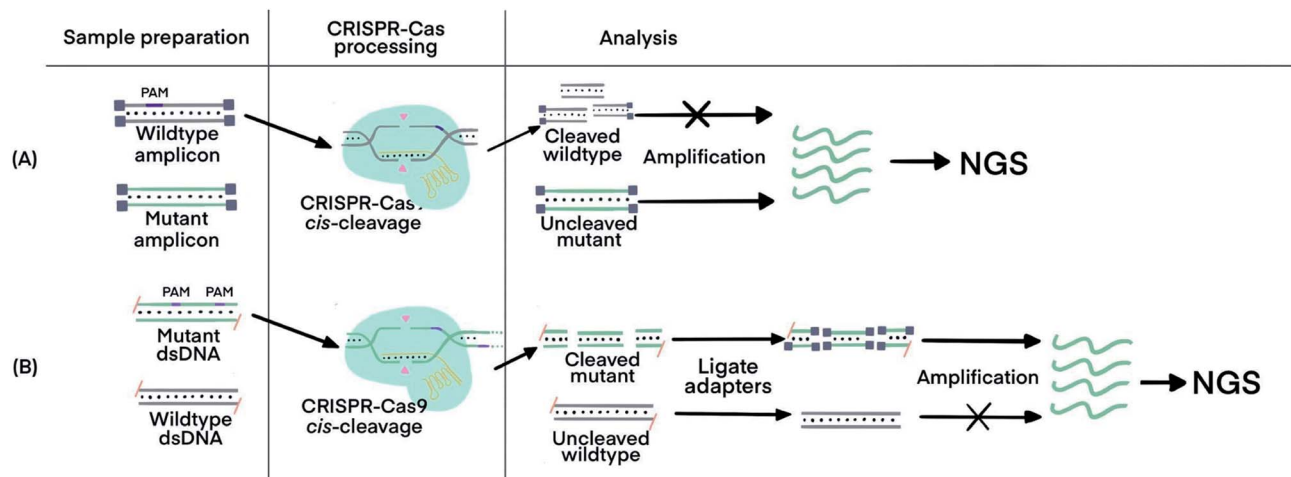 Sample preparation
CRISPR-Cas
processing
Analysis
(A)
PAM
Wildtype
amplicon
Mutant
amplicon
CRISPR-Cas
cis-cleavage
Cleaved
wildtype
Amplification
Uncleaved
mutant
NGS
(B)
PAM PAM
Mutant
dsDNA
Wildtype
dsDNA
CRISPR-Cas9
cis-cleavage
Cleaved
mutant
Ligate
adapters
Uncleaved
wildtype
Amplification
NGS